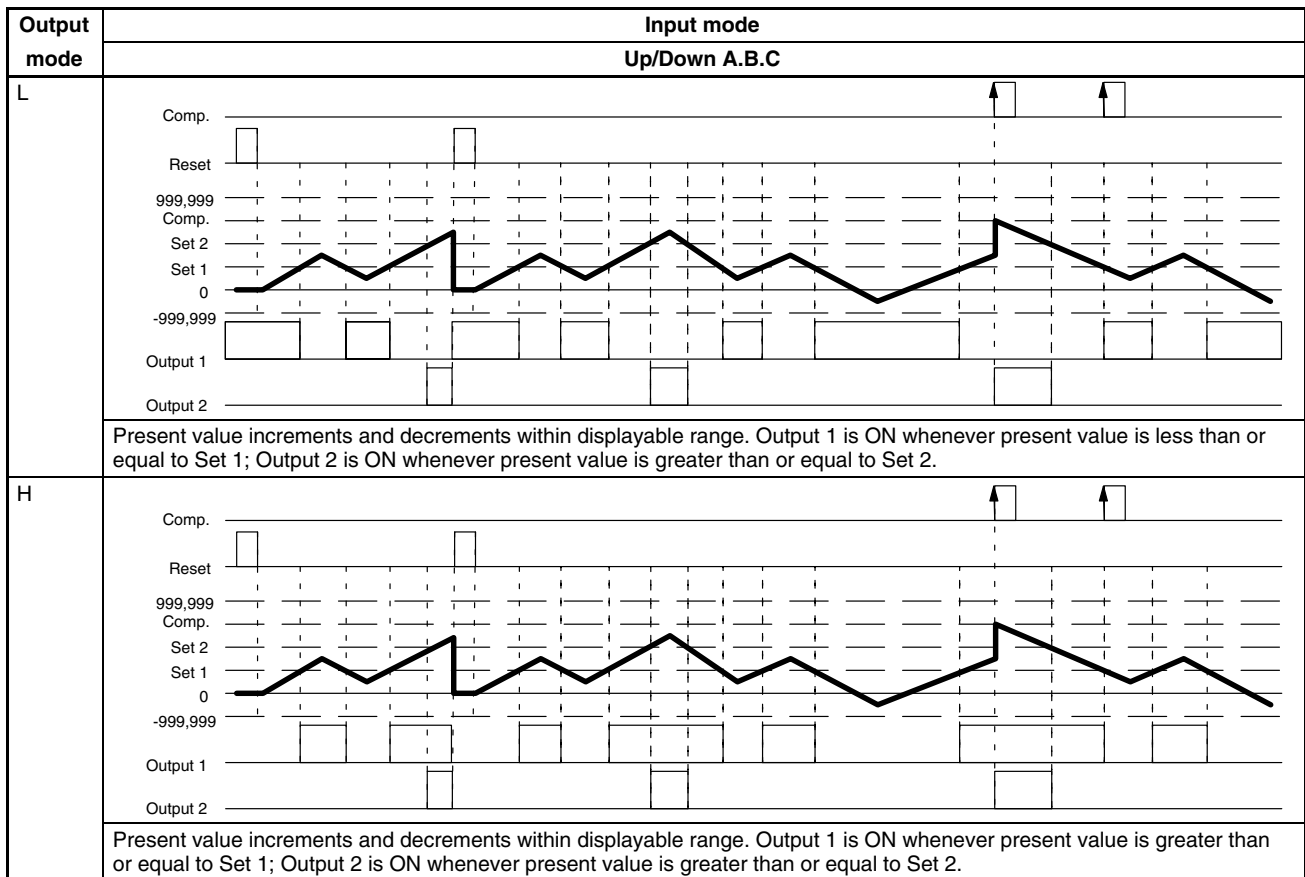 Output mode
Input mode
Up/Down A.B.C
L
Comp.
Reset
999,999
Comp.
Set 2
Set 1
0
-999,999
Output 1
Output 2
Present value increments and decrements within displayable range. Output 1 is ON whenever present value is less than or
equal to Set 1; Output 2 is ON whenever present value is greater than or equal to Set 2.
H
Comp.
Reset
999,999
Comp.
Set 2
Set 1
0
-999,999
Output 1
Output 2
Present value increments and decrements within displayable range. Output 1 is ON whenever present value is greater than
or equal to Set 1; Output 2 is ON whenever present value is greater than or equal to Set 2.